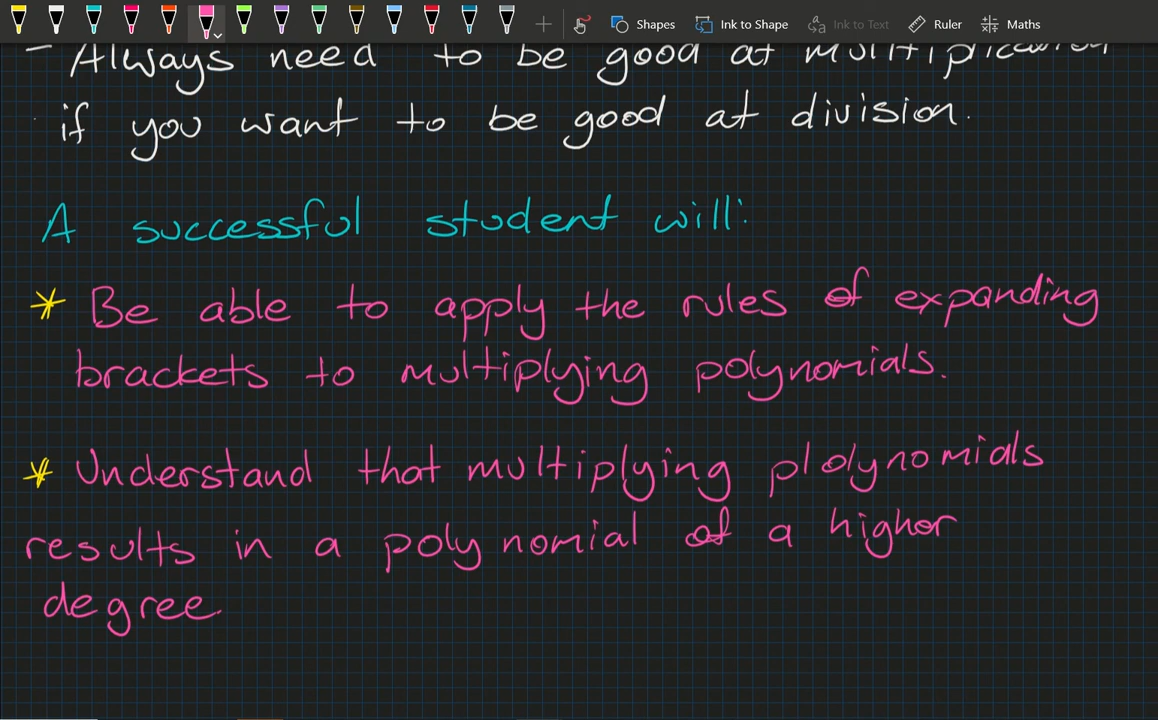 Shapes Ink to Shape Ink to Text Ruler Maths
- Always need to be good at multiplication
if you want to be good at division.
A successful student will:
* Be able to apply the rules of expanding
brackets to multiplying polynomials.
* Understand that multiplying plolynomials
results in a polynomial of a higher
degree.